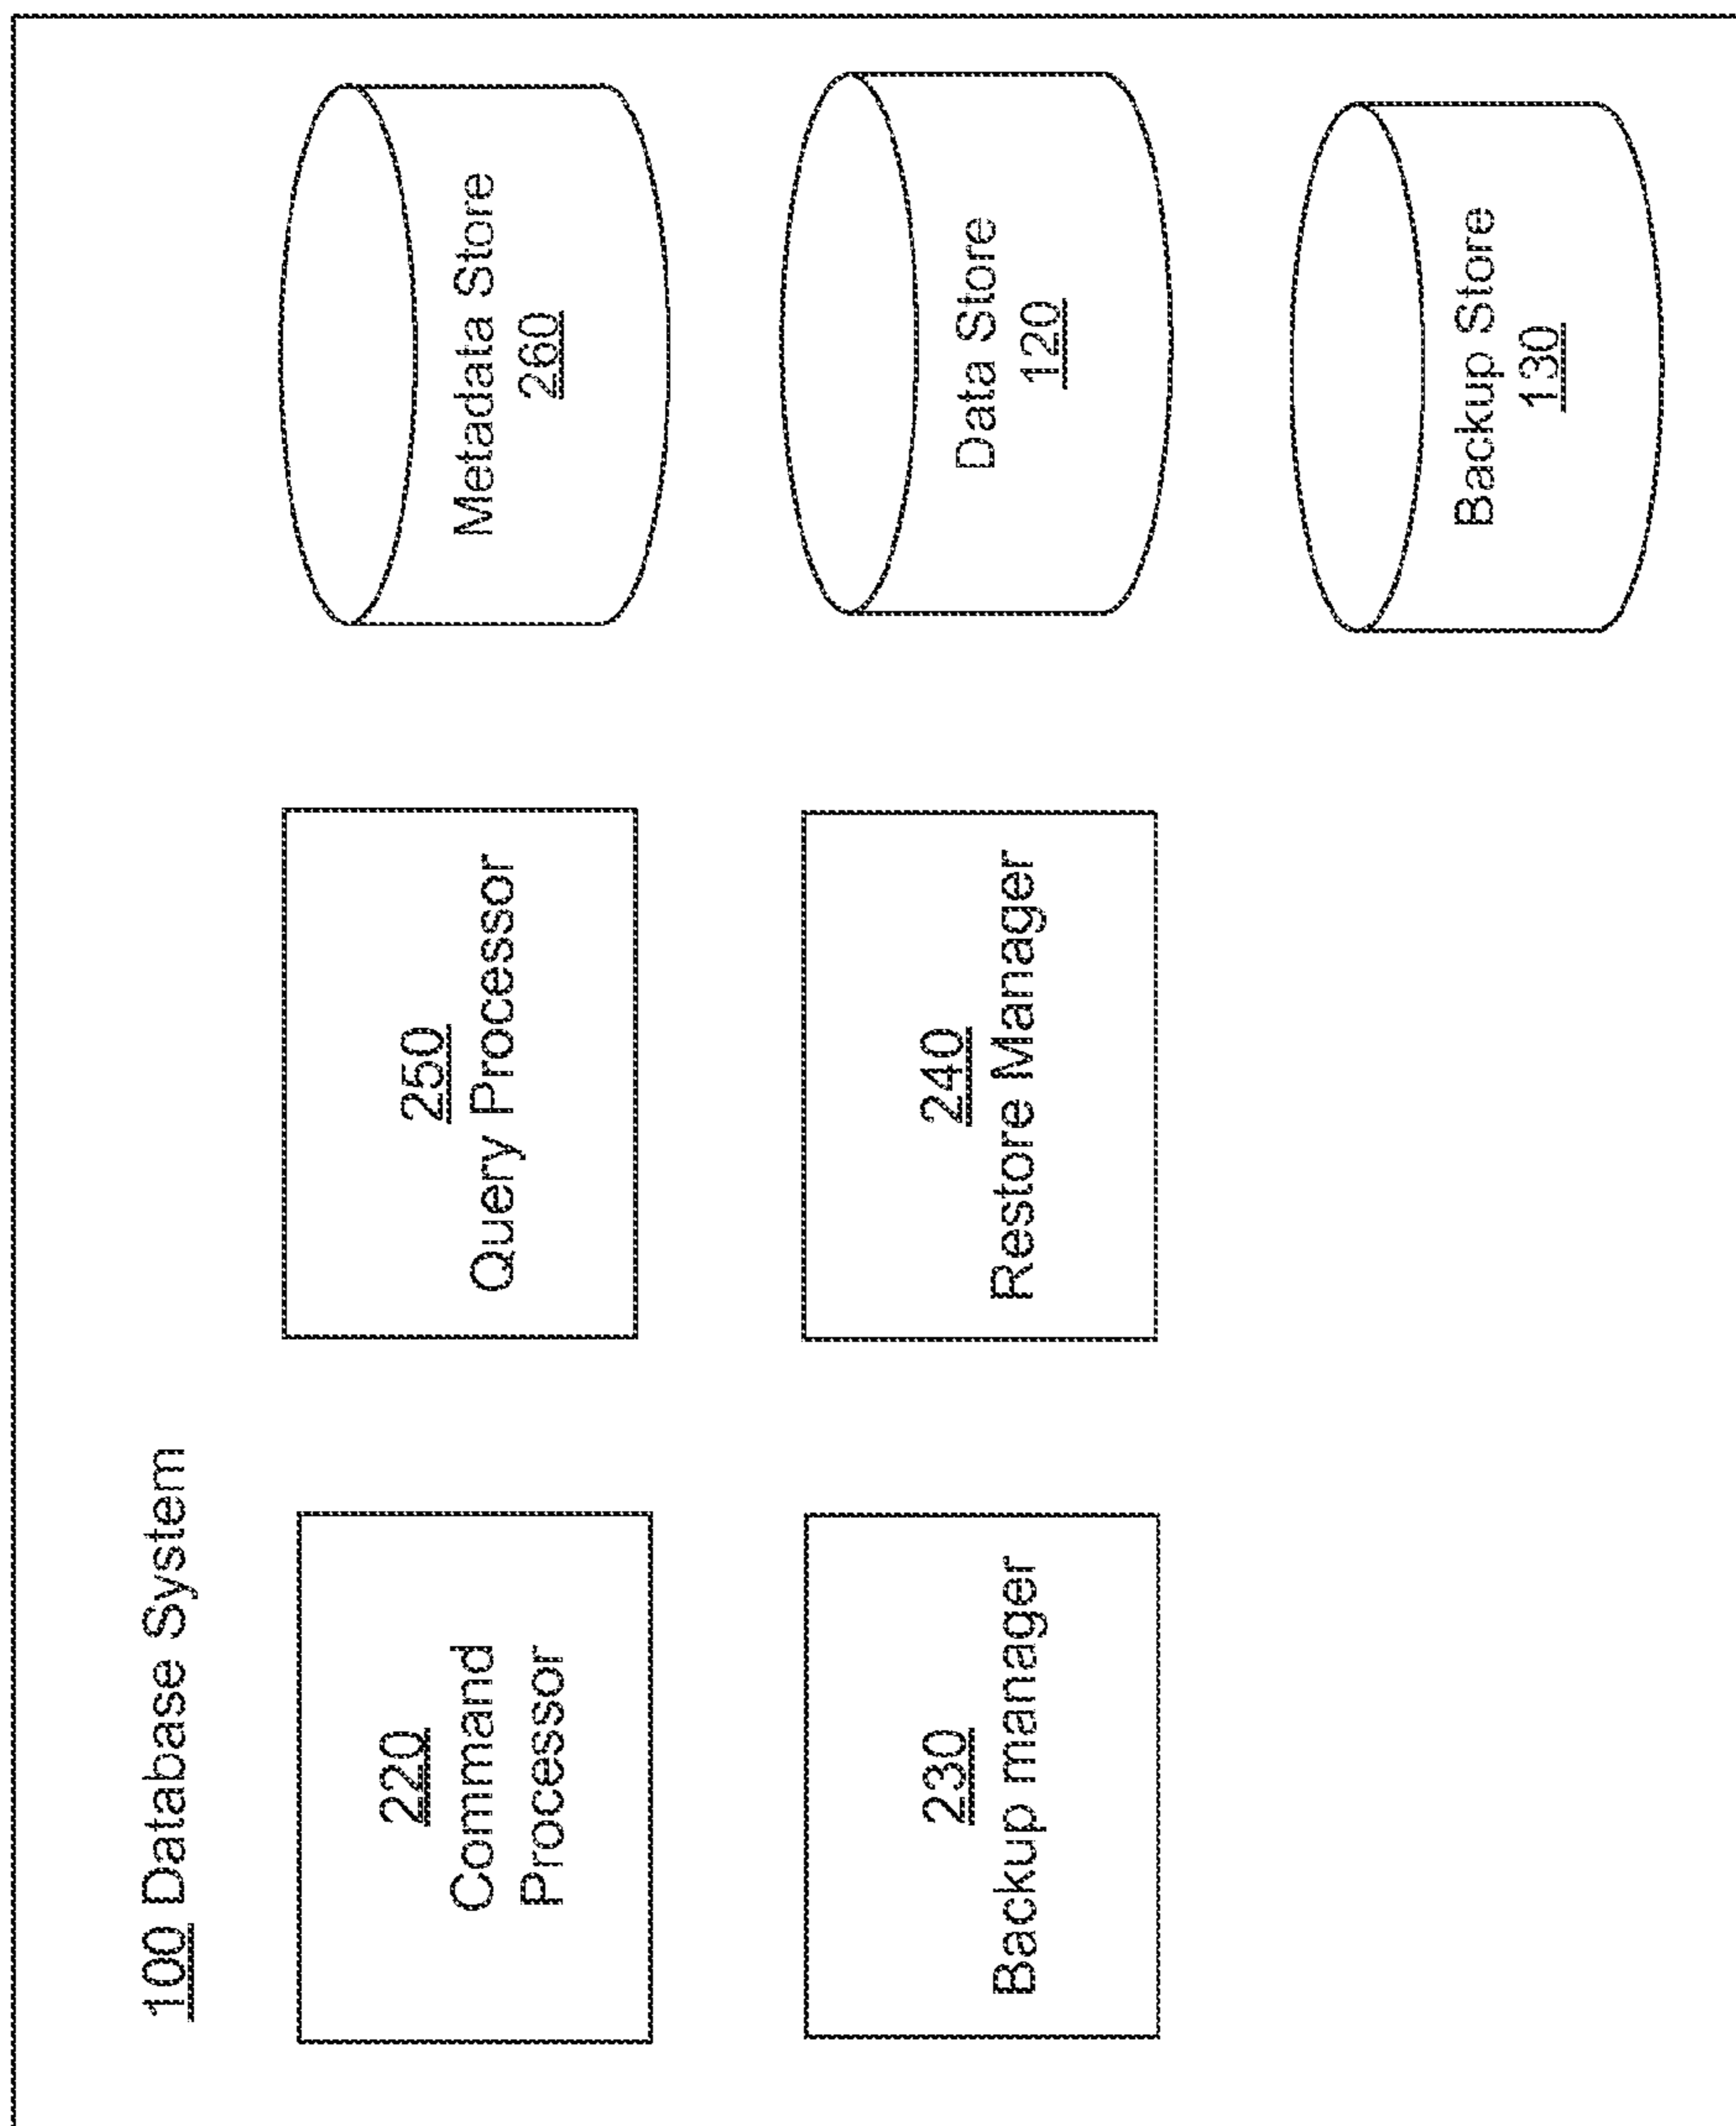 100 Database System
220
Command
Processor
250
Query Processor
Metadata Store
260
230
Backup manager
240
Restore Manager
Data Store
120
Backup Store
130